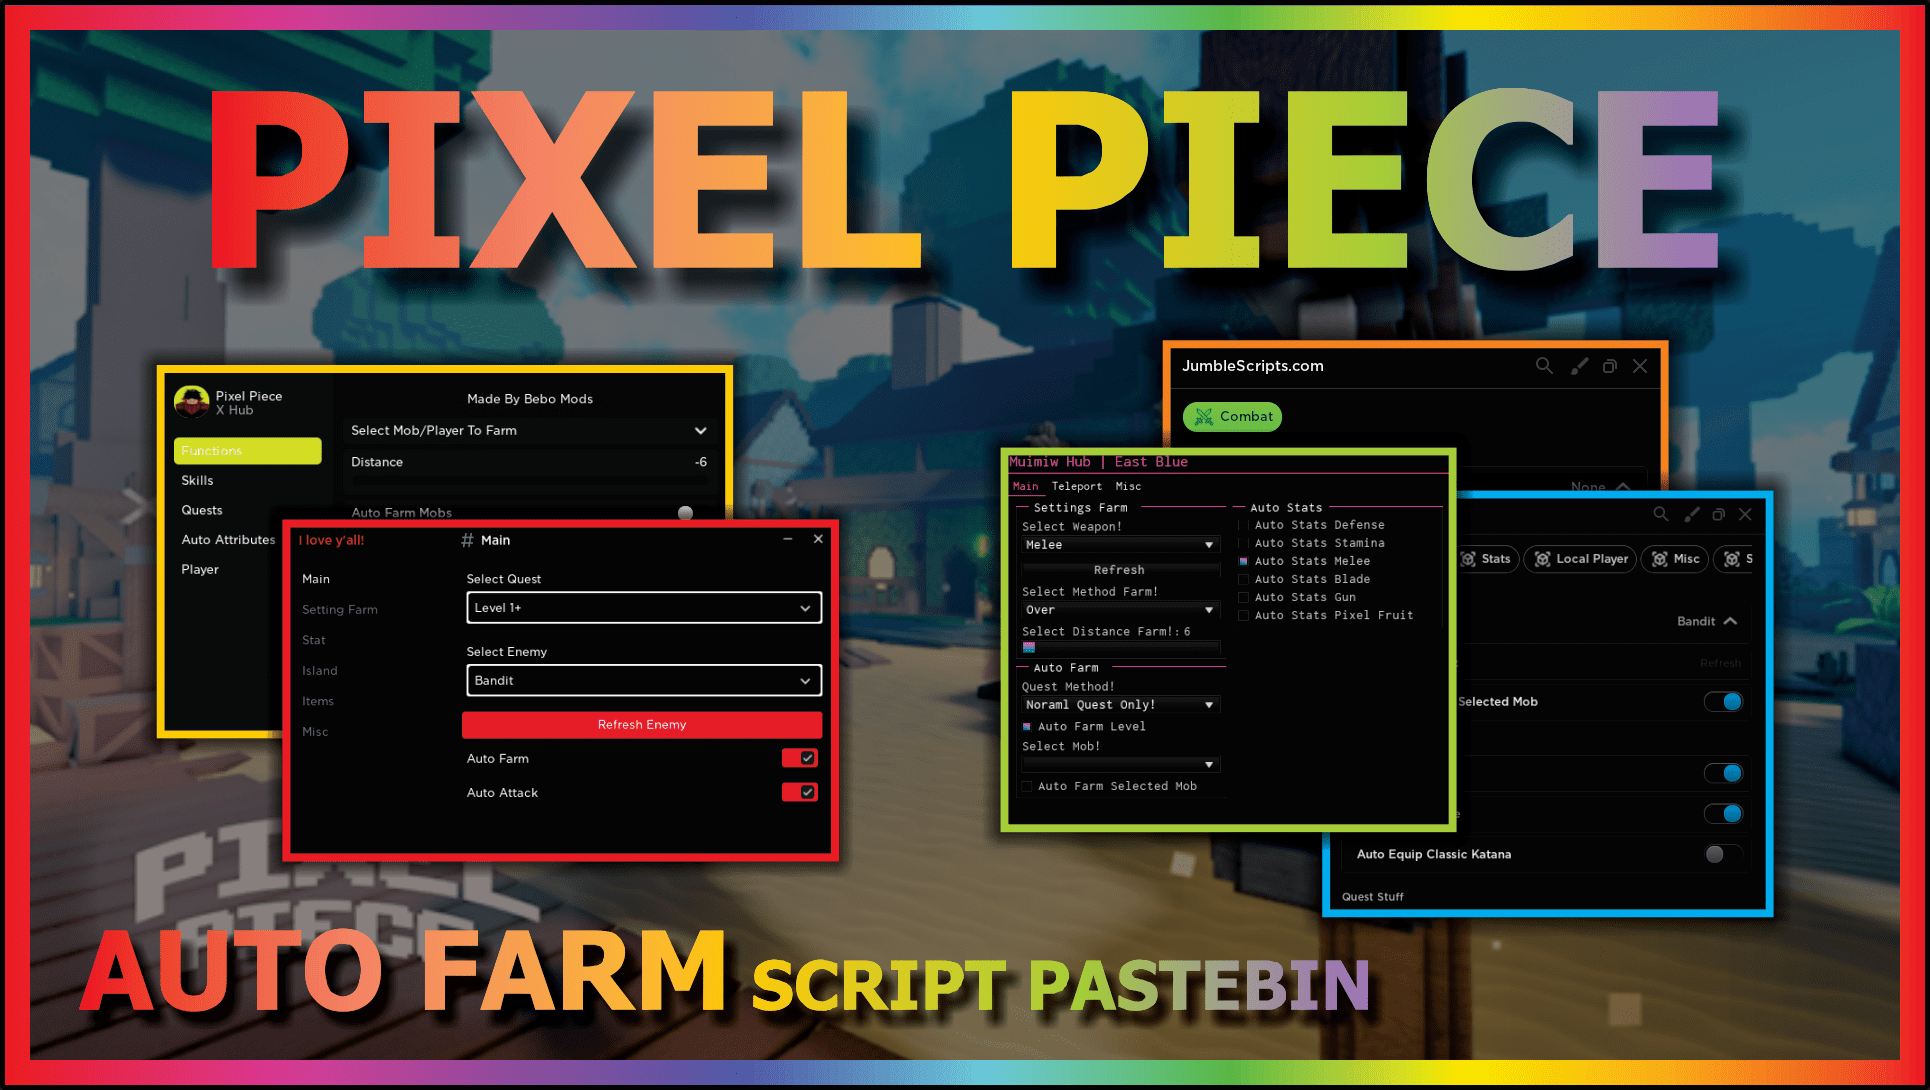 PIXEL PIECE
Pixel Piece
X Hub
Functions
Skills
Quests
Auto Attributes
Player
Made By Bebo Mods
Select Mob/Player To Farm
Distance -6
Auto Farm Mobs
I love y'all!
Main
Setting Farm
Stat
Island
Items
Misc
# Main
Select Quest
Level 1+
Select Enemy
Bandit
Refresh Enemy
Auto Farm
Auto Attack
JumbleScripts.com
Combat
None
Muimiw Hub | East Blue
Main Teleport Misc
Settings Farm
Select Weapon!
Melee
Refresh
Select Method Farm!
Over
Select Distance Farm!: 6
Auto Farm
Quest Method!
Noraml Quest Only!
Auto Farm Level
Select Mob!
Auto Farm Selected Mob
Auto Stats
Auto Stats Defense
Auto Stats Stamina
Auto Stats Melee
Auto Stats Blade
Auto Stats Gun
Auto Stats Pixel Fruit
Stats Local Player Misc S
Bandit
Refresh
Selected Mob
Auto Equip Classic Katana
Quest Stuff
PIXEL
PIECE
AUTO FARM SCRIPT PASTEBIN